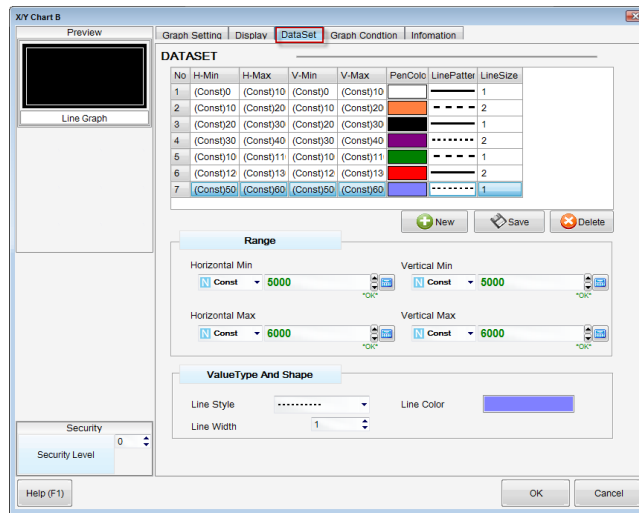 X/Y Chart B
Preview
Line Graph
Graph Setting Display DataSet Graph Condtion Infomation
DATASET
No H-Min H-Max V-Min V-Max PenColc LinePatter LineSize
1 (Const)0 (Const)10 (Const)0 (Const)10 1
2 (Const)10 (Const)20 (Const)10 (Const)20 2
3 (Const)20 (Const)30 (Const)20 (Const)30 1
4 (Const)30 (Const)40 (Const)30 (Const)40 2
5 (Const)10 (Const)11 (Const)10 (Const)11 1
6 (Const)12 (Const)13 (Const)12 (Const)13 2
7 (Const)50 (Const)60 (Const)50 (Const)60 1
New Save Delete
Range
Horizontal Min Vertical Min
N Const 5000 N Const 5000
*OK* *OK*
Horizontal Max Vertical Max
N Const 6000 N Const 6000
*OK* *OK*
ValueType And Shape
Line Style Line Color
Line Width 1
Security
Security Level 0
Help (F1) OK Cancel